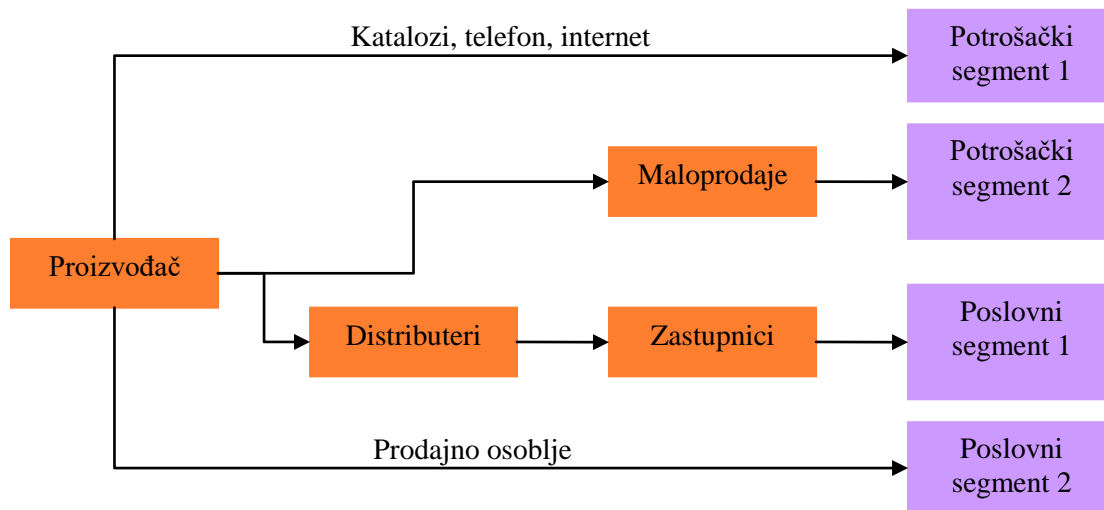 Katalozi, telefon, internet
Potrošački
segment 1
Maloprodaje
Potrošački
segment 2
Proizvođač
Distributeri
Zastupnici
Poslovni
segment 1
Prodajno osoblje
Poslovni
segment 2